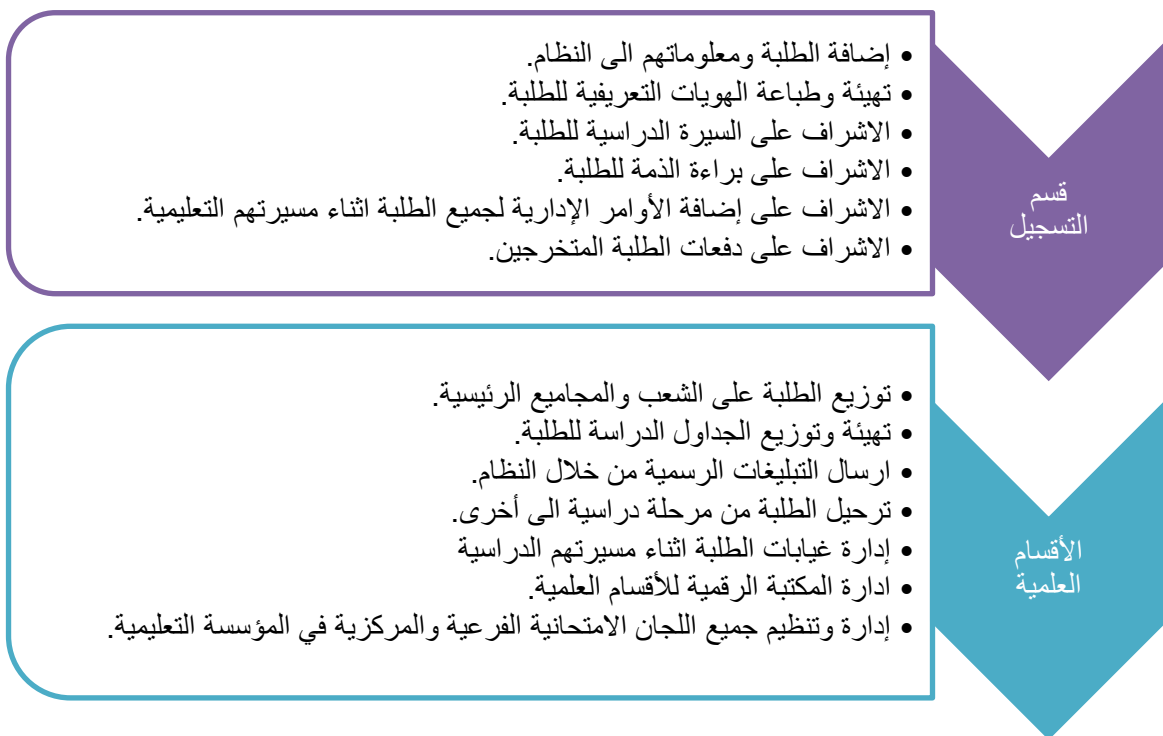 قسم
التسجيل
• إضافة الطلبة ومعلوماتهم الى النظام.
• تهيئة وطباعة الهويات التعريفية للطلبة.
• الاشراف على السيرة الدراسية للطلبة.
• الاشراف على براءة الذمة للطلبة.
• الاشراف على إضافة الأوامر الإدارية لجميع الطلبة اثناء مسيرتهم التعليمية.
• الاشراف على دفعات الطلبة المتخرجين.
الأقسام
العلمية
• توزيع الطلبة على الشعب والمجاميع الرئيسية.
• تهيئة وتوزيع الجداول الدراسة للطلبة.
• ارسال التبليغات الرسمية من خلال النظام.
• ترحيل الطلبة من مرحلة دراسية الى أخرى.
• إدارة غيابات الطلبة اثناء مسيرتهم الدراسية
• ادارة المكتبة الرقمية للأقسام العلمية.
• إدارة وتنظيم جميع اللجان الامتحانية الفرعية والمركزية في المؤسسة التعليمية.